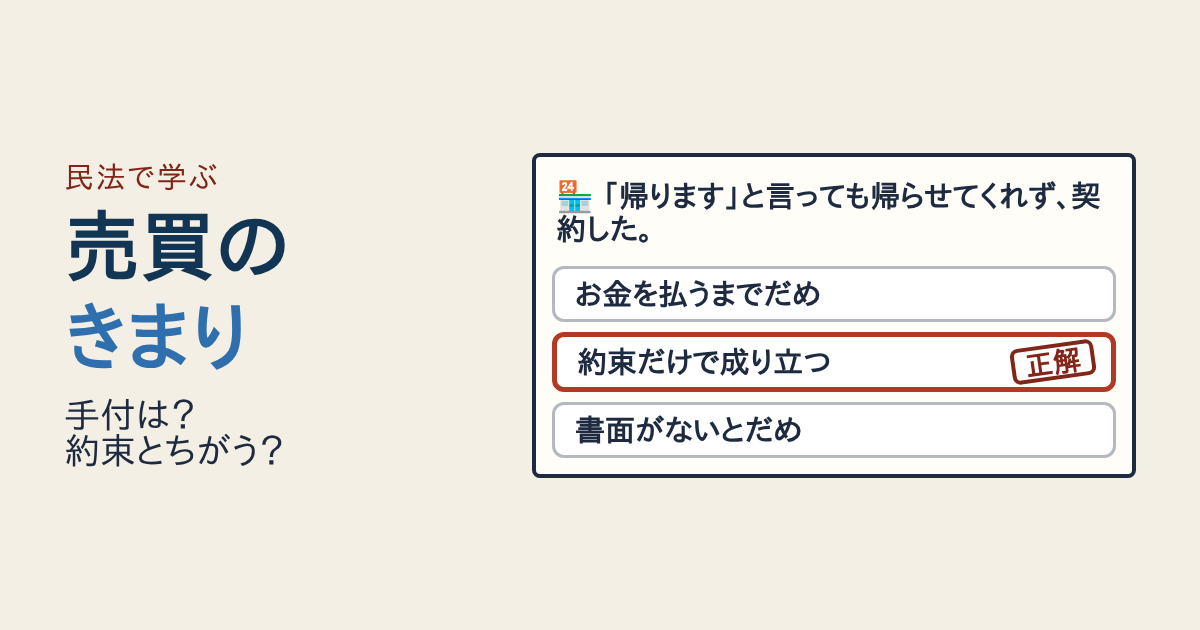 民法で学ぶ
売買の
きまり
手付は？
約束とちがう？
🏪「帰ります」と言っても帰らせてくれず、契
約した。
お金を払うまでだめ
約束だけで成り立つ
正解
書面がないとだめ